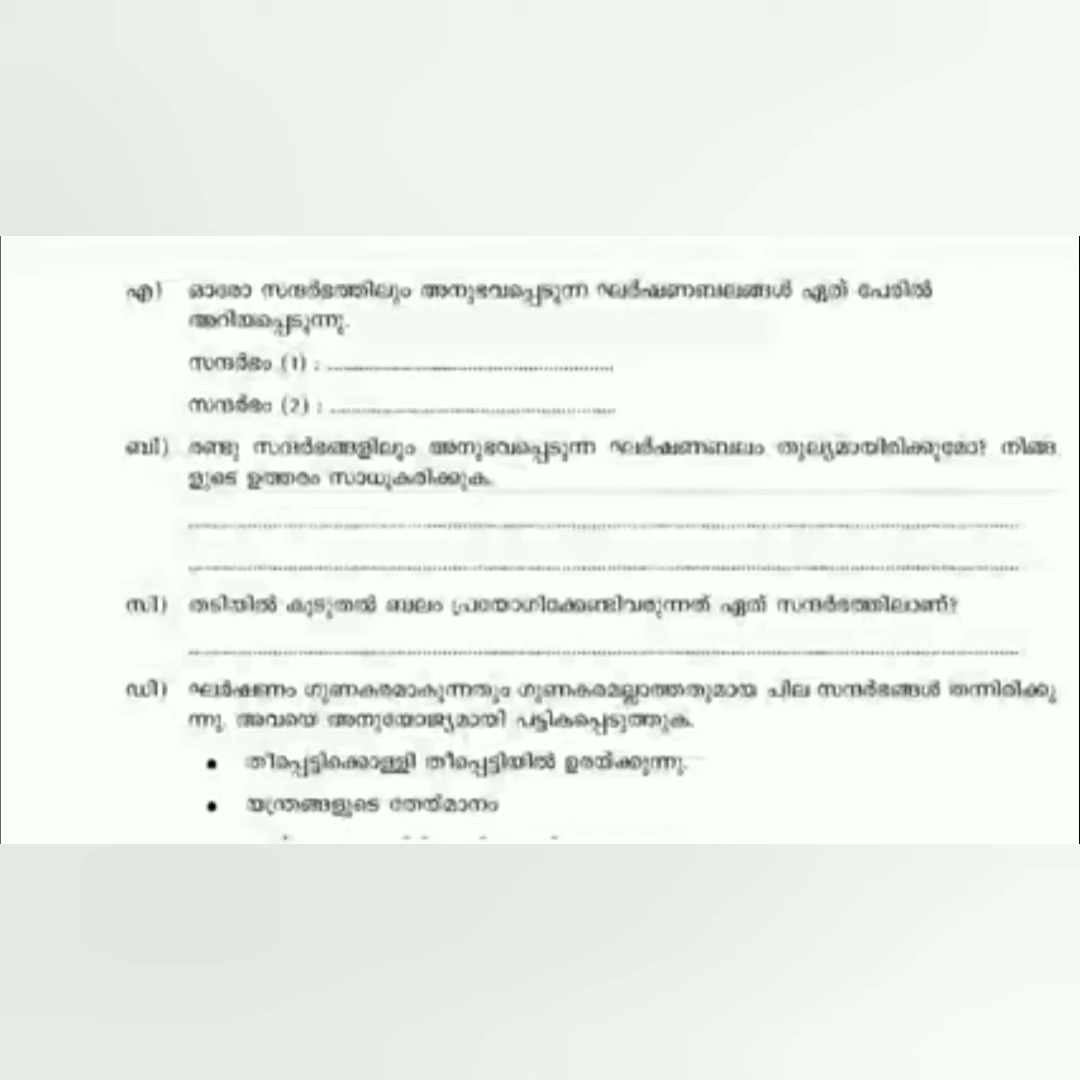 എ) ഓരോ സന്ദർഭത്തിലും അനുഭവപ്പെടുന്ന ഘർഷണബലങ്ങൾ ഏത് പേരിൽ
അറിയപ്പെടുന്നു.
സന്ദർഭം (1) : ............................................................
സന്ദർഭം (2) : ............................................................
ബി) രണ്ടു സന്ദർഭങ്ങളിലും അനുഭവപ്പെടുന്ന ഘർഷണബലം തുല്യമായിരിക്കുമോ? നിങ്ങ
ളുടെ ഉത്തരം സാധൂകരിക്കുക.
സി) തടിയിൽ കൂടുതൽ ബലം പ്രയോഗിക്കേണ്ടിവരുന്നത് ഏത് സന്ദർഭത്തിലാണ്?
ഡി) ഘർഷണം ഗുണകരമാകുന്നതും ഗുണകരമല്ലാത്തതുമായ ചില സന്ദർഭങ്ങൾ തന്നിരിക്കു
ന്നു. അവയെ അനുയോജ്യമായി പട്ടികപ്പെടുത്തുക.
• തീപ്പെട്ടിക്കൊള്ളി തീപ്പെട്ടിയിൽ ഉരയ്ക്കുന്നു.
• യന്ത്രങ്ങളുടെ തേയ്മാനം